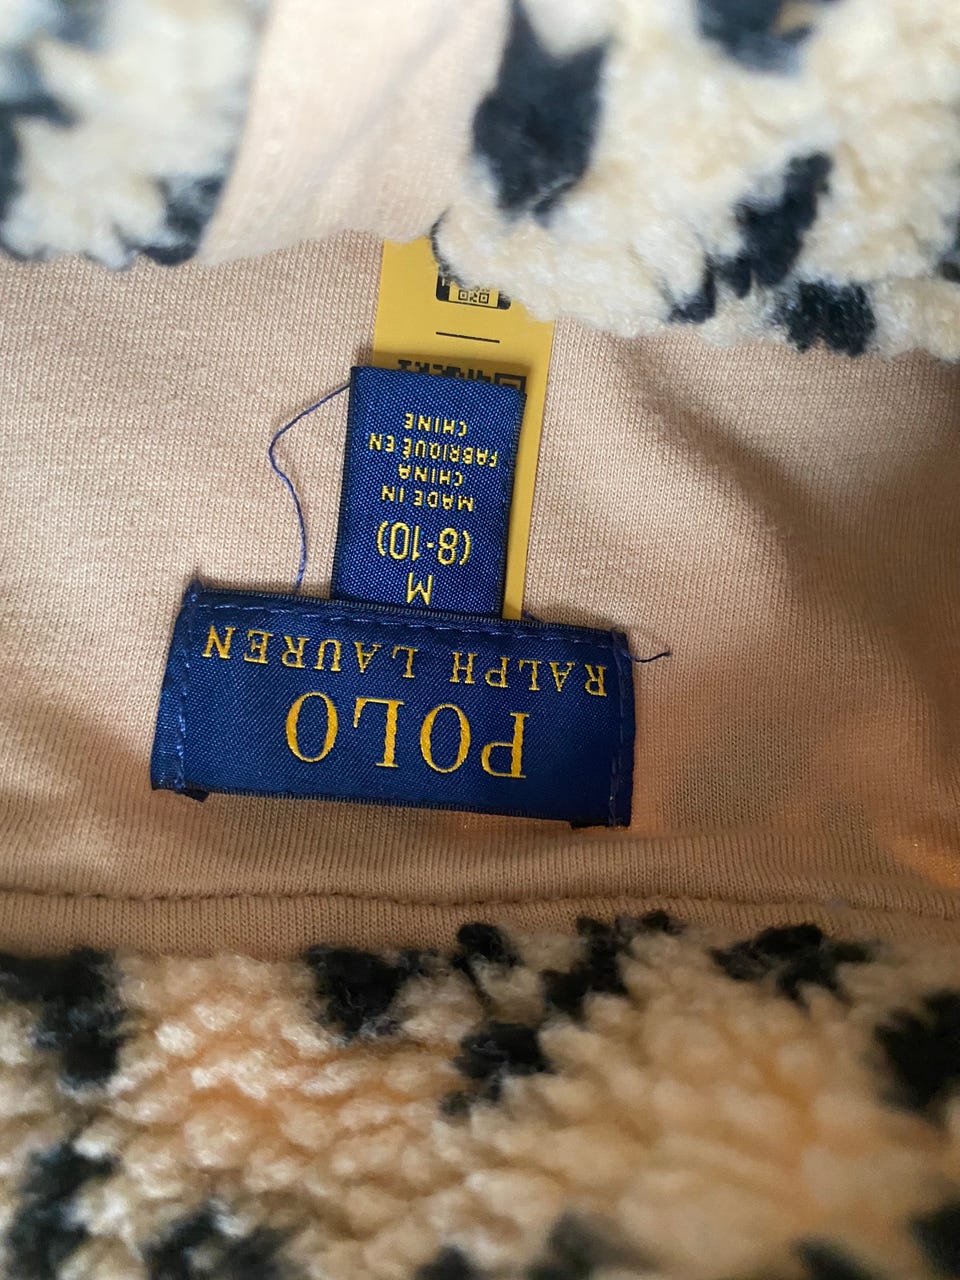 POLO
RALPH LAUREN
M
(8-10)
MADE IN
CHINA
FABRIQUÉ EN
CHINE